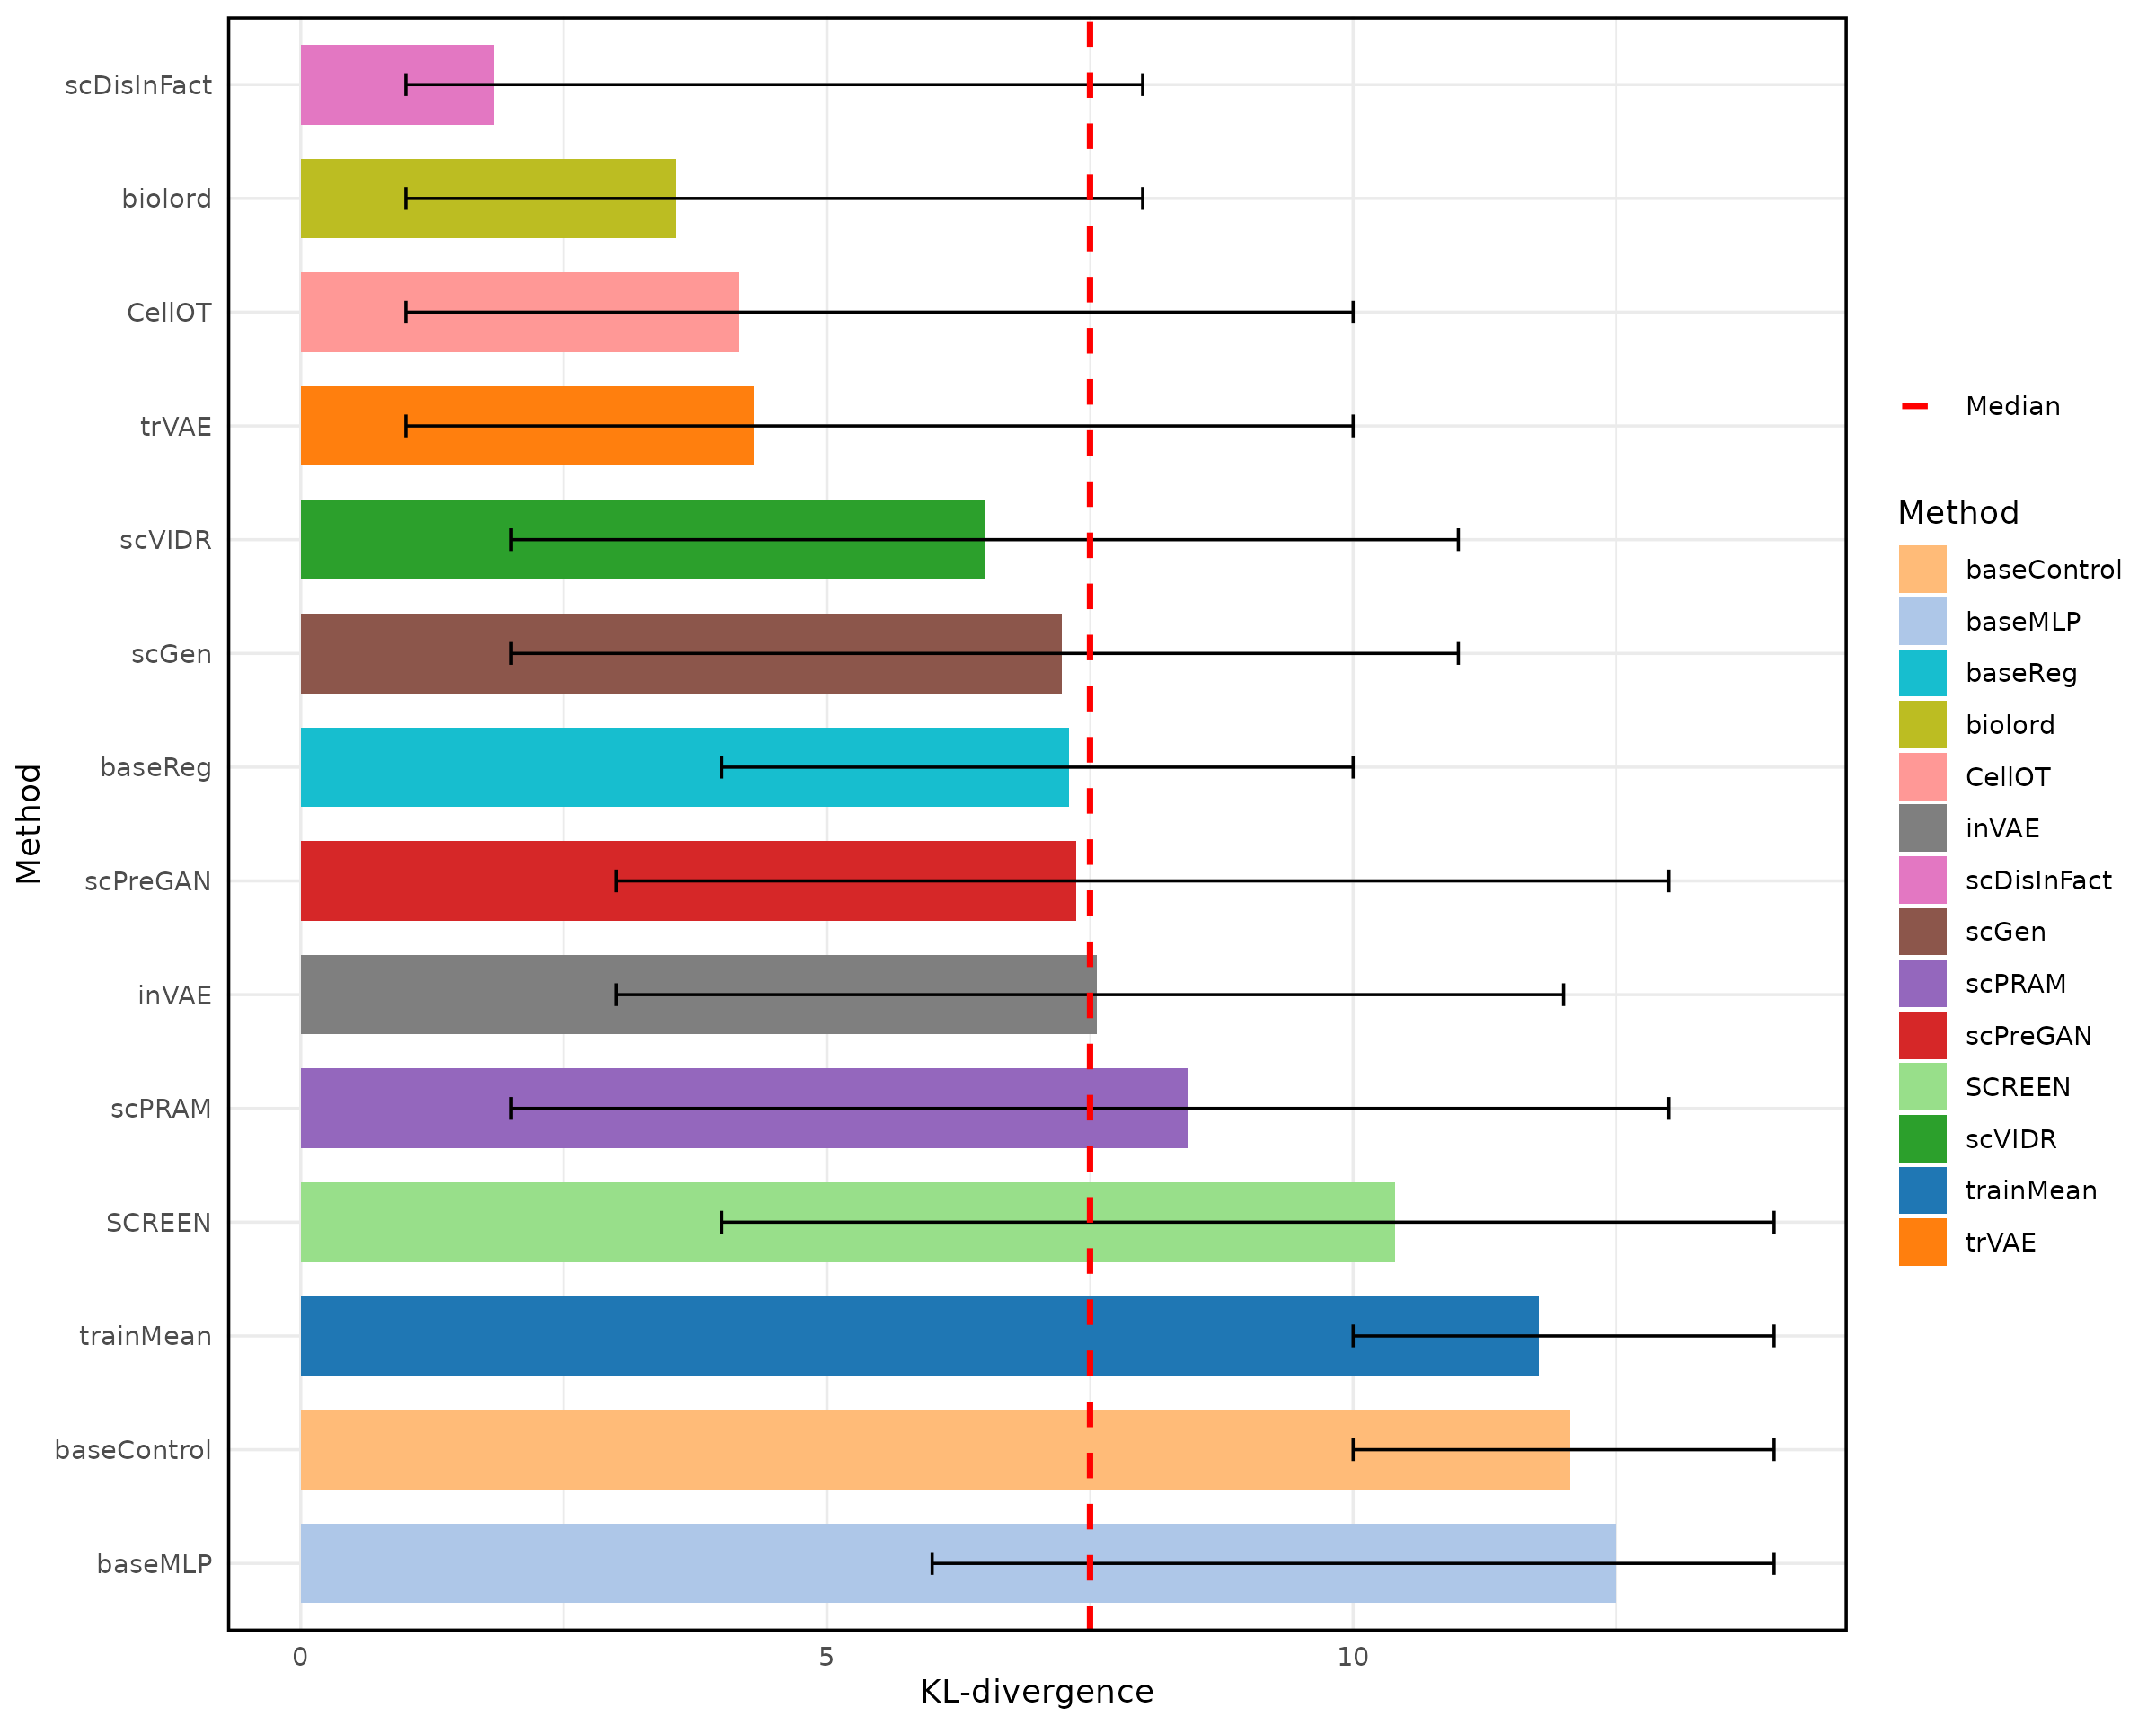 scDisInFact
biolord
CellOT
trVAE
scVIDR
scGen
baseReg
scPreGAN
inVAE
scPRAM
SCREEN
trainMean
baseControl
baseMLP
Method
0 5 10
KL-divergence
Median
Method
baseControl
baseMLP
baseReg
biolord
CellOT
inVAE
scDisInFact
scGen
scPRAM
scPreGAN
SCREEN
scVIDR
trainMean
trVAE